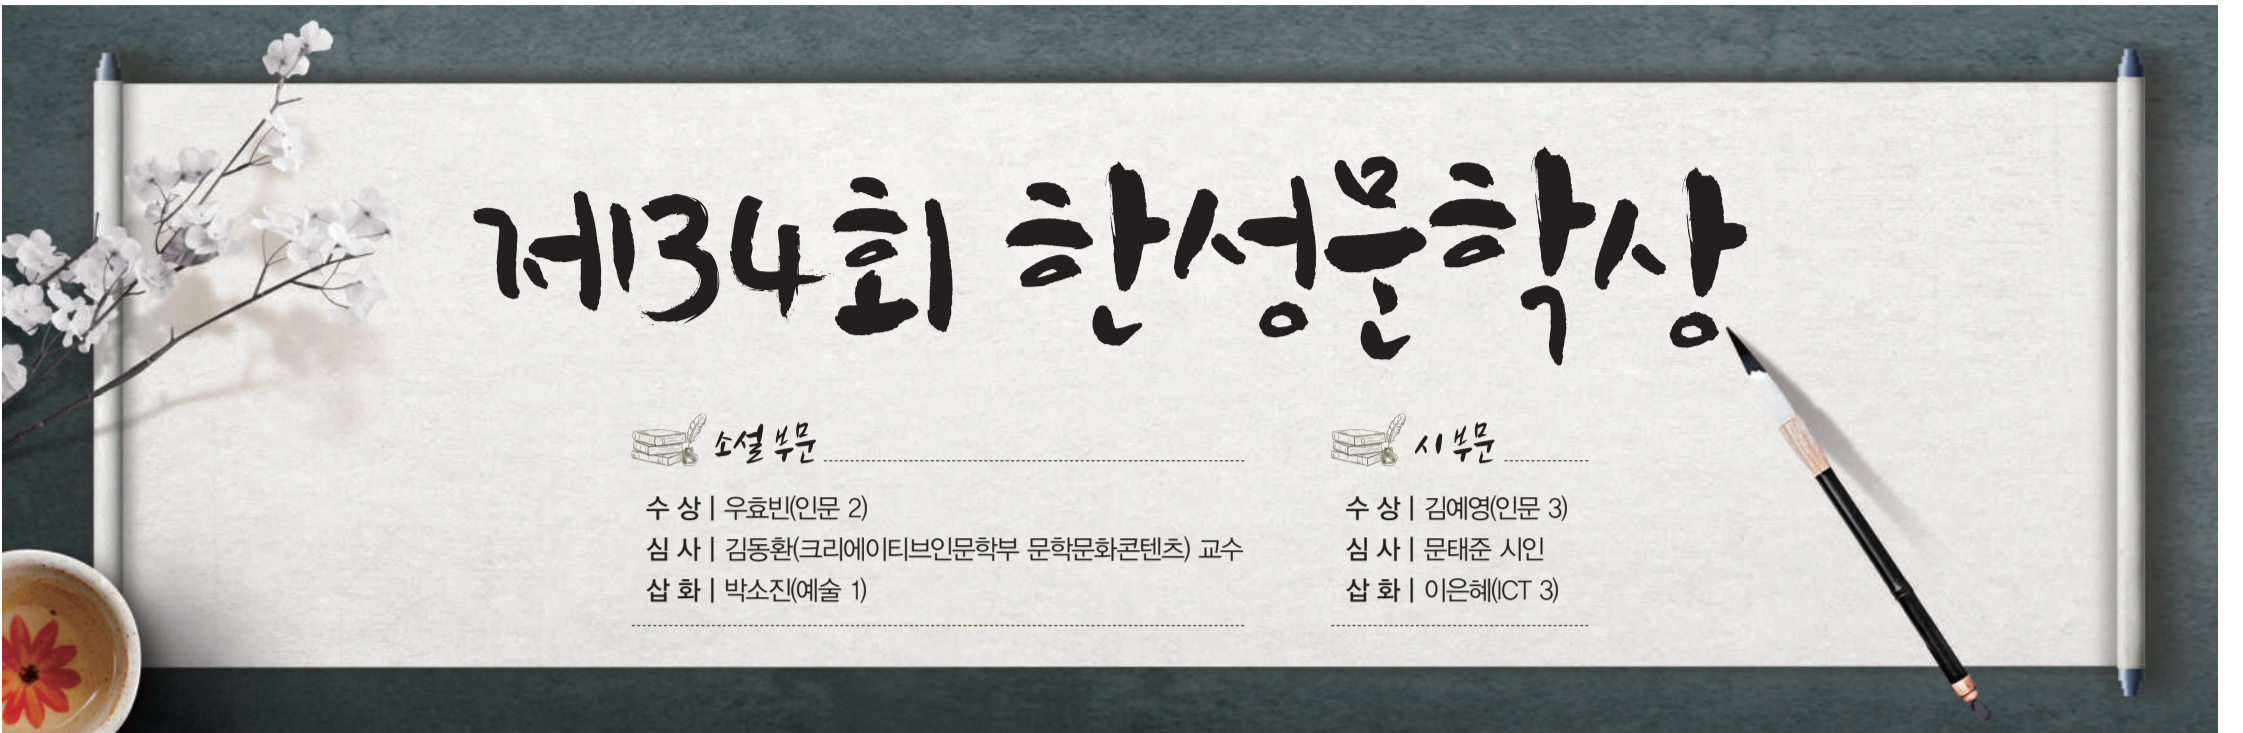 제34회 한성문학상
소설 부문
수 상 | 우효빈(인문 2)
심 사 | 김동환(크리에이티브인문학부 문학문화콘텐츠) 교수
삽 화 | 박소진(예술 1)
시 부문
수 상 | 김예영(인문 3)
심 사 | 문태준 시인
삽 화 | 이은혜(ICT 3)